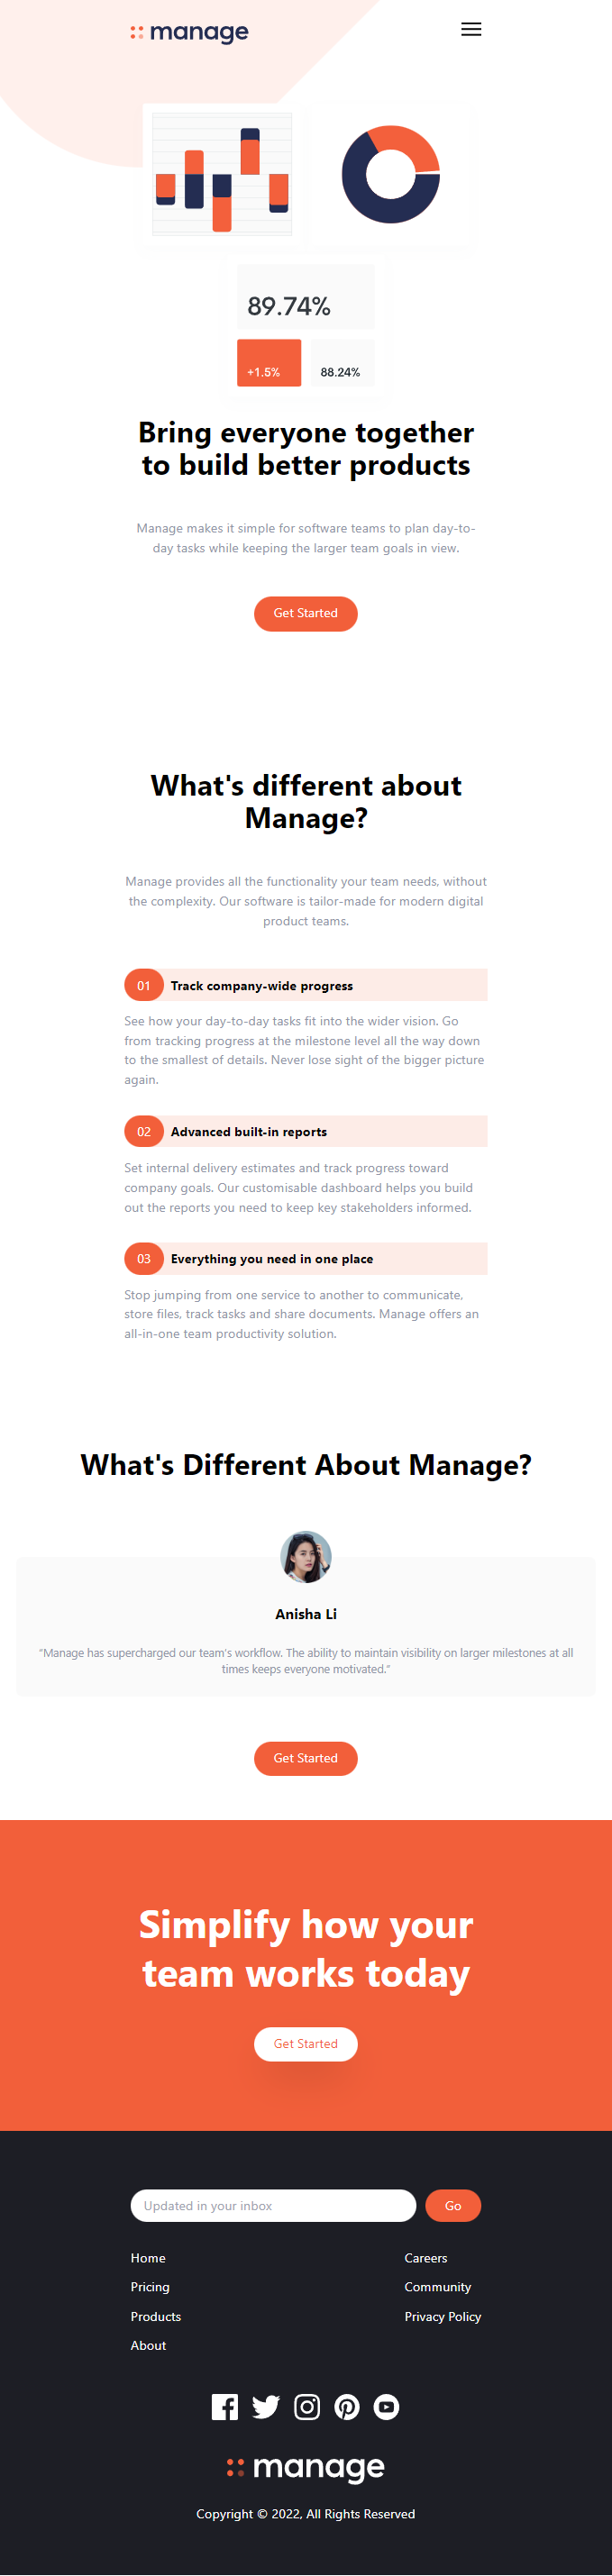 manage
89.74%
+1.5%
88.24%
Bring everyone together
to build better products
Manage makes it simple for software teams to plan day-to-
day tasks while keeping the larger team goals in view.
Get Started
What's different about
Manage?
Manage provides all the functionality your team needs, without
the complexity. Our software is tailor-made for modern digital
product teams.
01 Track company-wide progress
See how your day-to-day tasks fit into the wider vision. Go
from tracking progress at the milestone level all the way down
to the smallest of details. Never lose sight of the bigger picture
again.
02 Advanced built-in reports
Set internal delivery estimates and track progress toward
company goals. Our customisable dashboard helps you build
out the reports you need to keep key stakeholders informed.
03 Everything you need in one place
Stop jumping from one service to another to communicate,
store files, track tasks and share documents. Manage offers an
all-in-one team productivity solution.
What's Different About Manage?
Anisha Li
“Manage has supercharged our team’s workflow. The ability to maintain visibility on larger milestones at all
times keeps everyone motivated.”
Get Started
Simplify how your
team works today
Get Started
Updated in your inbox
Go
Home
Pricing
Products
About
Careers
Community
Privacy Policy
manage
Copyright © 2022, All Rights Reserved